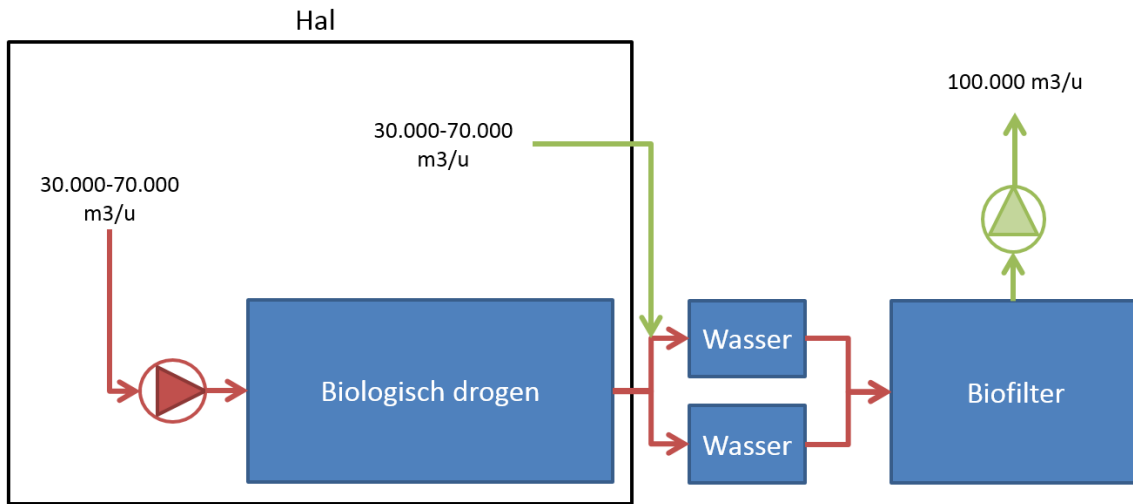 Hal
100.000 m3/u
30.000-70.000
m3/u
30.000-70.000
m3/u
Wasser
Biologisch drogen
Biofilter
Wasser